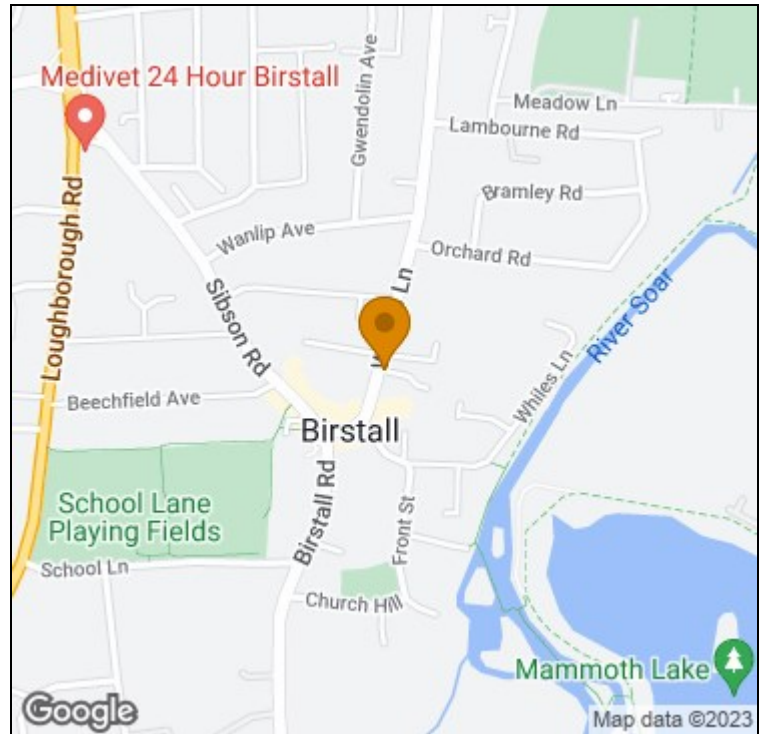 Medivet 24 Hour Birstall
Gwendolin Ave
Meadow Ln
Lambourne Rd
Bramley Rd
Loughborough Rd
Wanlip Ave
Orchard Rd
Ln
River Soar
Sibson Rd
Whiles Ln
Beechfield Ave
Birstall
School Lane
Playing Fields
Birstall Rd
Front St
School Ln
Church Hill
Mammoth Lake
Google
Map data ©2023